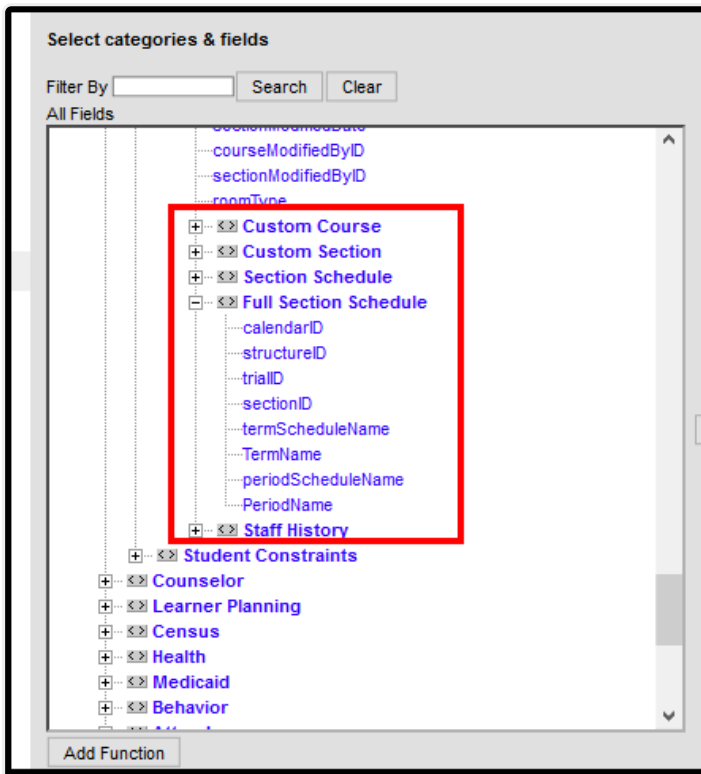 Select categories & fields
Filter By Search Clear
All Fields
sectionModifiedDate
courseModifiedByID
sectionModifiedByID
roomType
Custom Course
Custom Section
Section Schedule
Full Section Schedule
calendarID
structureID
trialID
sectionID
termScheduleName
TermName
periodScheduleName
PeriodName
Staff History
Student Constraints
Counselor
Learner Planning
Census
Health
Medicaid
Behavior
Add Function